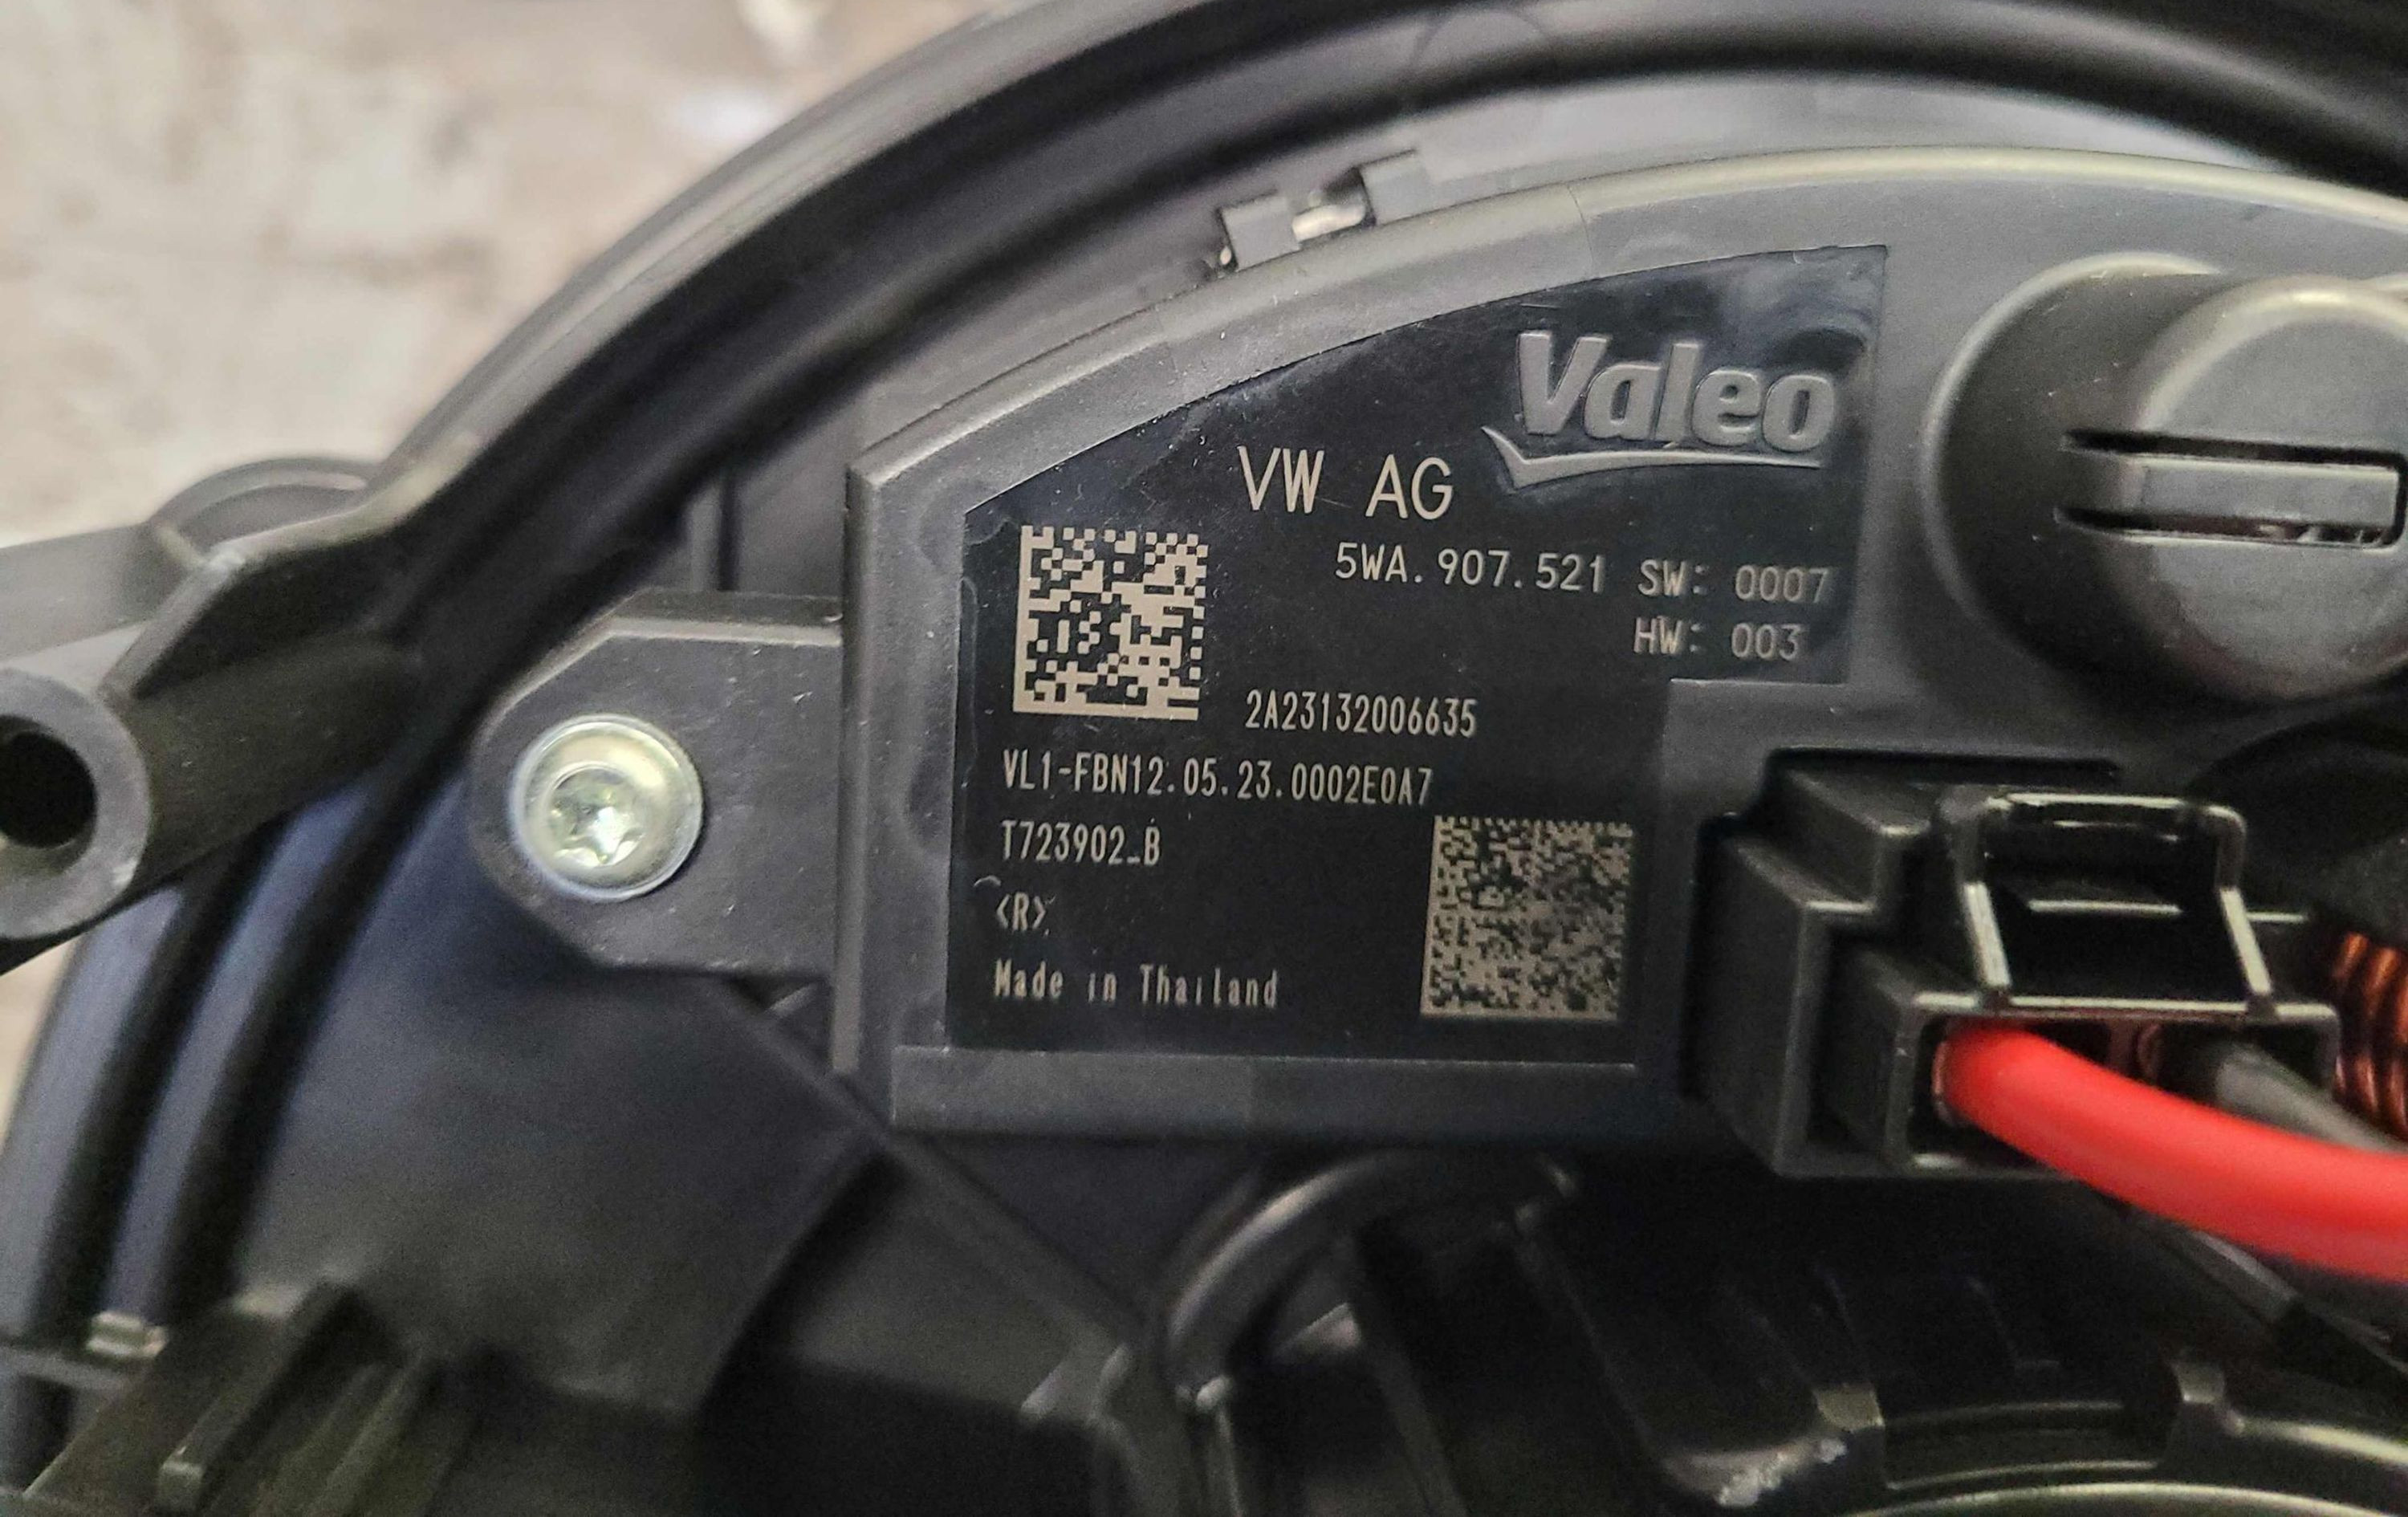 Valeo
VW AG
5WA.907.521 SW: 0007
HW: 003
2A23132006635
VL1-FBN12.05.23.0002E0A7
T723902_B
<R>
Made in Thailand